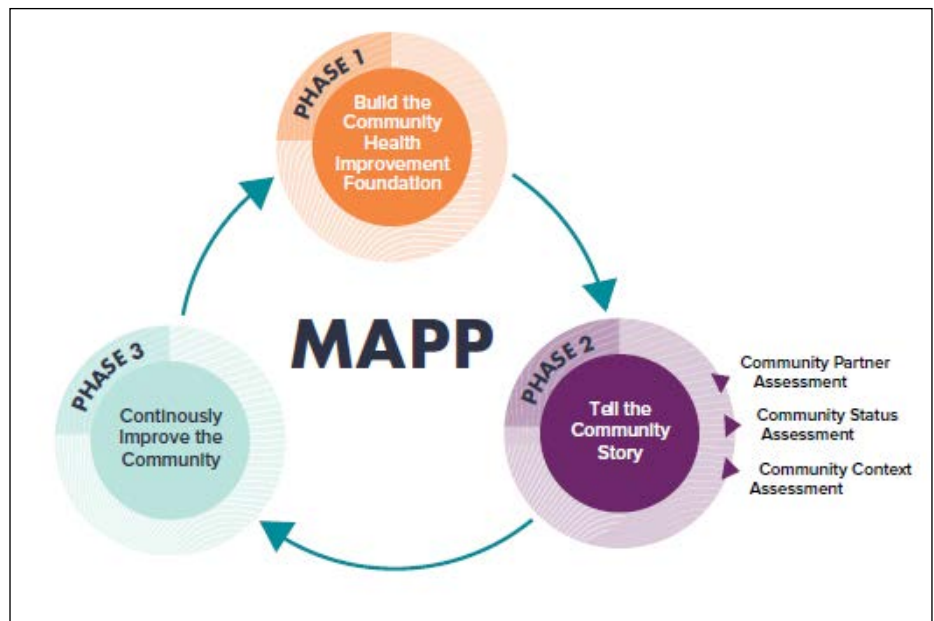 PHASE 1
Build the
Community
Health
Improvement
Foundation
MAPP
PHASE 2
Tell the
Community
Story
Community Partner
Assessment
Community Status
Assessment
Community Context
Assessment
PHASE 3
Continously
Improve the
Community